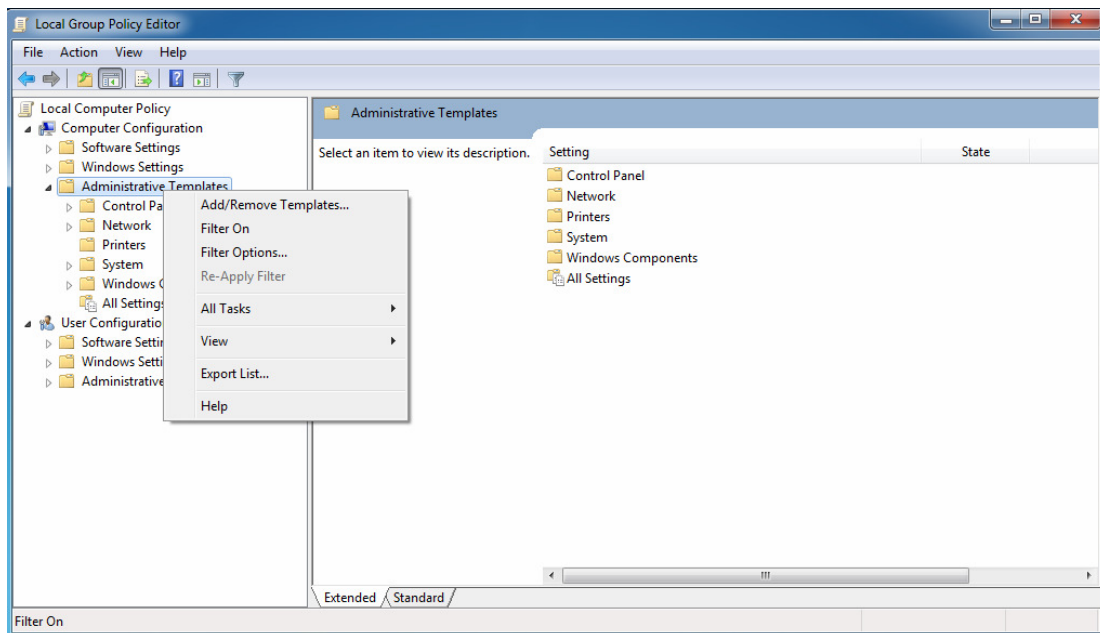 Local Group Policy Editor
File Action View Help
Local Computer Policy
Computer Configuration
Software Settings
Windows Settings
Administrative Templates
Control Pa
Network
Printers
System
Windows C
All Settings
User Configuratio
Software Settin
Windows Setti
Administrative
Add/Remove Templates...
Filter On
Filter Options...
Re-Apply Filter
All Tasks
View
Export List...
Help
Administrative Templates
Select an item to view its description.
Setting State
Control Panel
Network
Printers
System
Windows Components
All Settings
Extended Standard
Filter On